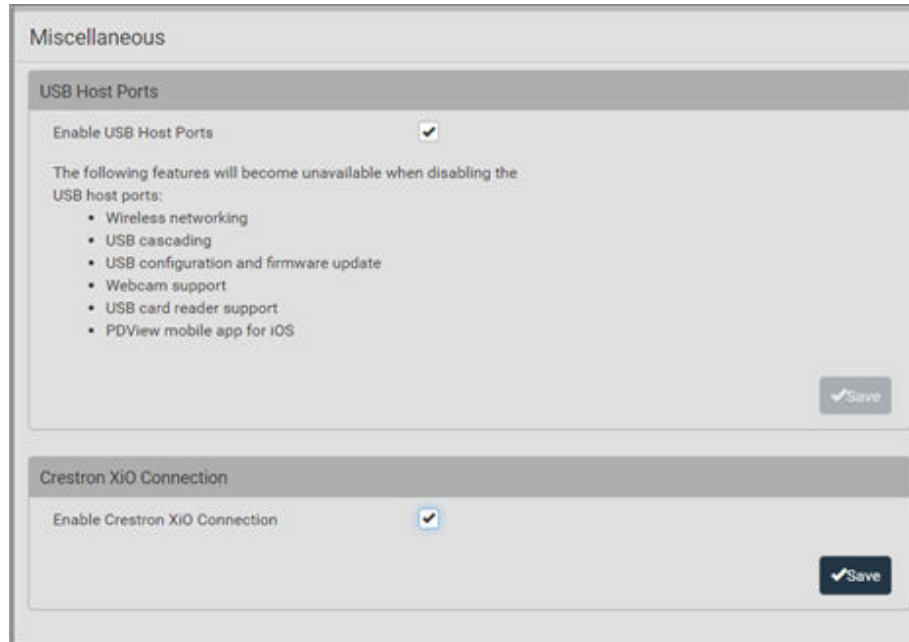 Miscellaneous
USB Host Ports
Enable USB Host Ports
The following features will become unavailable when disabling the
USB host ports:
• Wireless networking
• USB cascading
• USB configuration and firmware update
• Webcam support
• USB card reader support
• PDView mobile app for iOS
Save
Crestron XiO Connection
Enable Crestron XiO Connection
Save